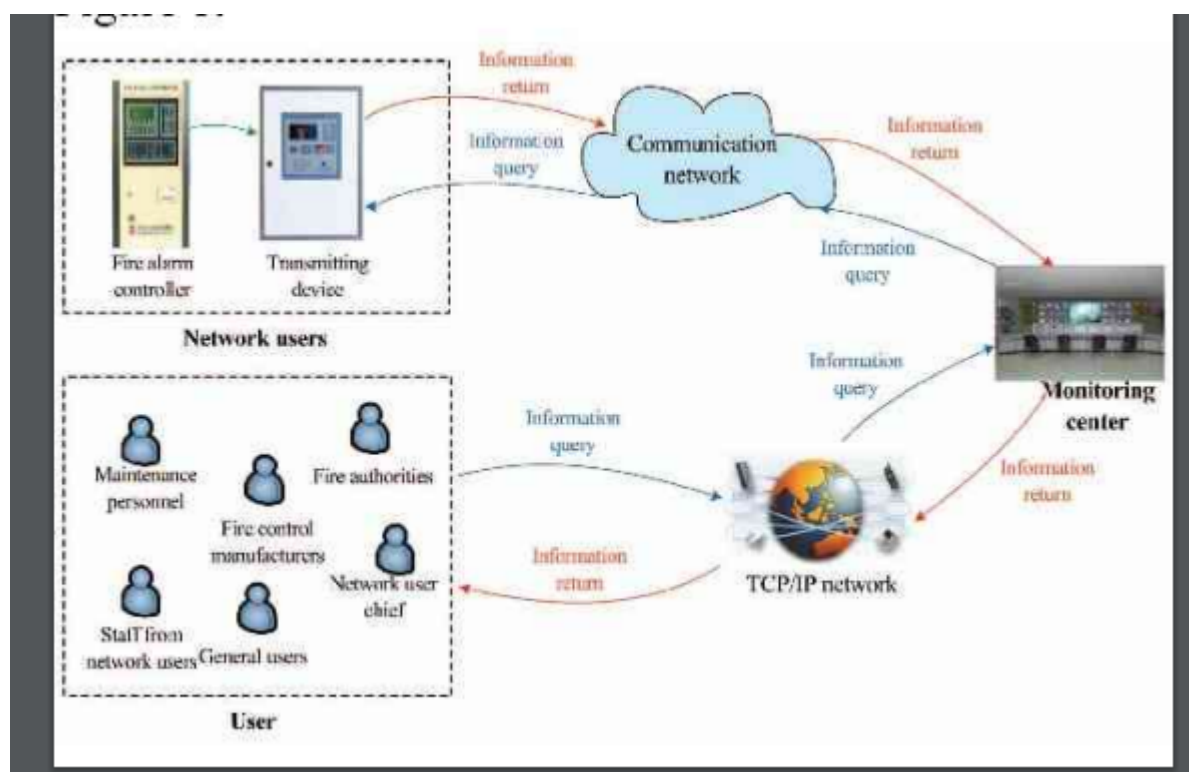 Information
return
Information
query
Communication
network
Information
return
Information
query
Fire alarm
controller
Transmitting
device
Network users
Information
query
Monitoring
center
Information
return
Information
query
Maintenance
personnel
Fire authorities
Fire control
manufacturers
Network user
chief
Staff from
network users
General users
Information
return
TCP/IP network
User